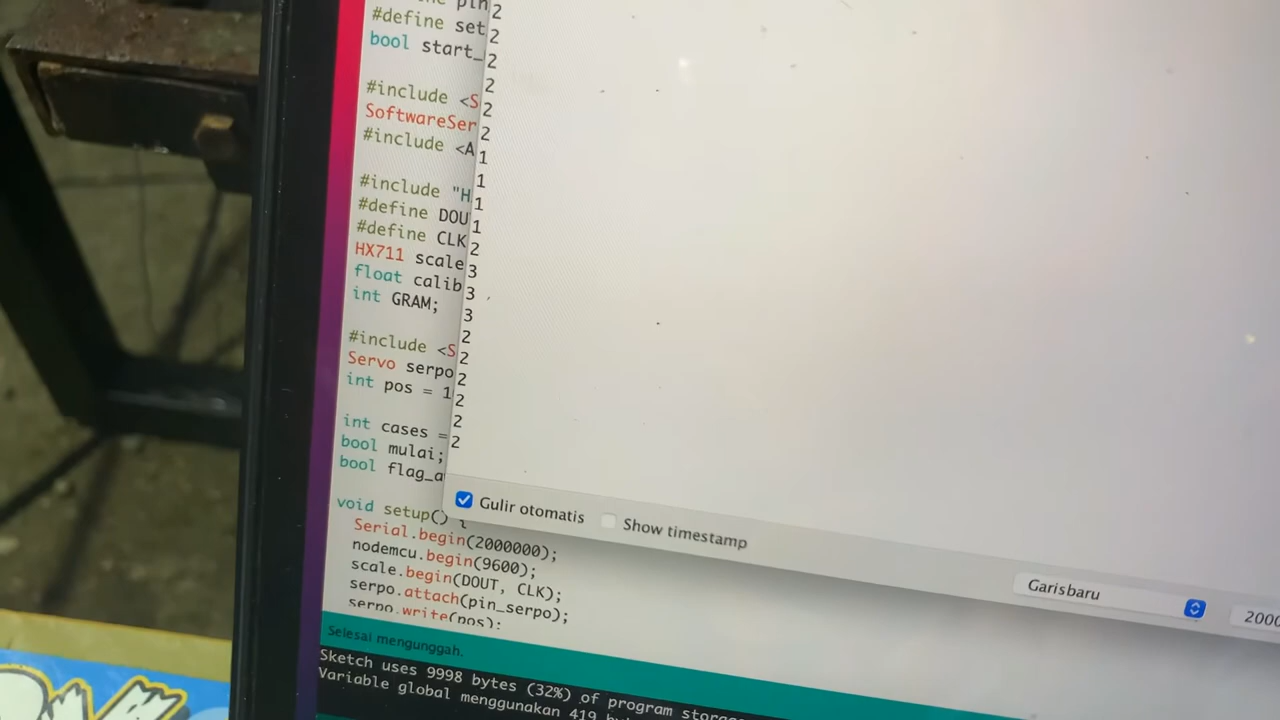 pin
#define set
bool start_
#include <S
SoftwareSer
#include <A
#include "H
#define DOU
#define CLK
HX711 scale
float calib
int GRAM;
#include <S
Servo serpo
int pos = 1
int cases =
bool mulai;
bool flag_a
void setup() {
Serial.begin(2000000);
nodemcu.begin(9600);
scale.begin(DOUT, CLK);
serpo.attach(pin_serpo);
serpo.write(pos);
2
2
2
2
2
2
1
1
1
1
2
3
3
3
2
2
2
2
2
2
Gulir otomatis
Show timestamp
Garisbaru
2000
Selesai mengunggah.
Sketch uses 9998 bytes (32%) of program storag
Variable global menggunakan 419 by